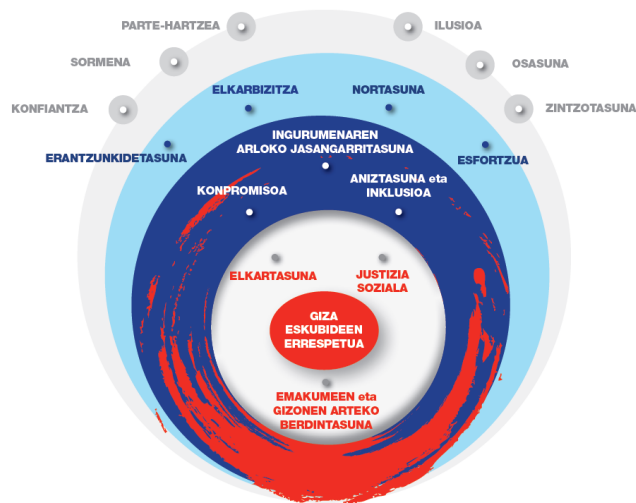 PARTE-HARTZEA
ILUSIOA
SORMENA
OSASUNA
KONFIANTZA
ZINTZOTASUNA
ELKARBIZITZA
NORTASUNA
ERANTZUNKIDETASUNA
ESFORTZUA
INGURUMENAREN
ARLOKO JASANGARRITASUNA
KONPROMISOA
ANIZTASUNA eta
INKLUSIOA
ELKARTASUNA
JUSTIZIA
SOZIALA
GIZA
ESKUBIDEEN
ERRESPETUA
EMAKUMEEN eta
GIZONEN ARTEKO
BERDINTASUNA